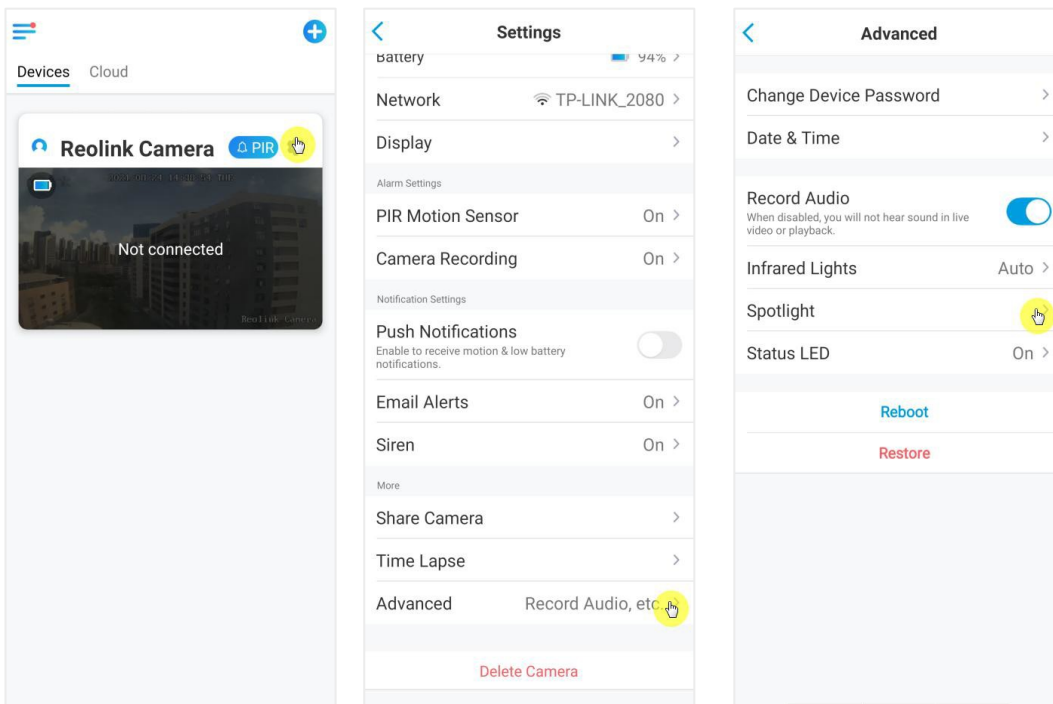 Devices Cloud
Reolink Camera PIR
Not connected
Reolink Camera
Settings
Battery 94%
Network TP-LINK_2080
Display
Alarm Settings
PIR Motion Sensor On
Camera Recording On
Notification Settings
Push Notifications
Enable to receive motion & low battery
notifications.
Email Alerts On
Siren On
More
Share Camera
Time Lapse
Advanced Record Audio, etc.
Delete Camera
Advanced
Change Device Password
Date & Time
Record Audio
When disabled, you will not hear sound in live
video or playback.
Infrared Lights Auto
Spotlight
Status LED On
Reboot
Restore